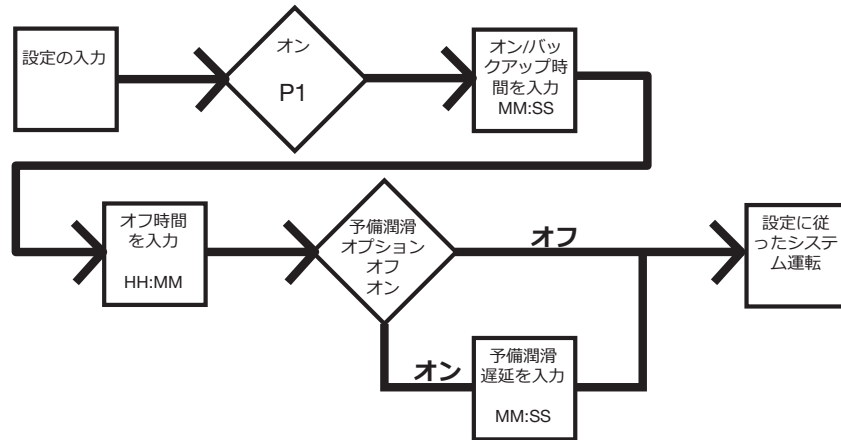 設定の入力
オン
P1
オン/バッ
クアップ時
間を入力
MM:SS
オフ時間
を入力
HH:MM
予備潤滑
オプション
オフ
オン
オフ
設定に従
ったシステ
ム運転
オン
予備潤滑
遅延を入力
MM:SS